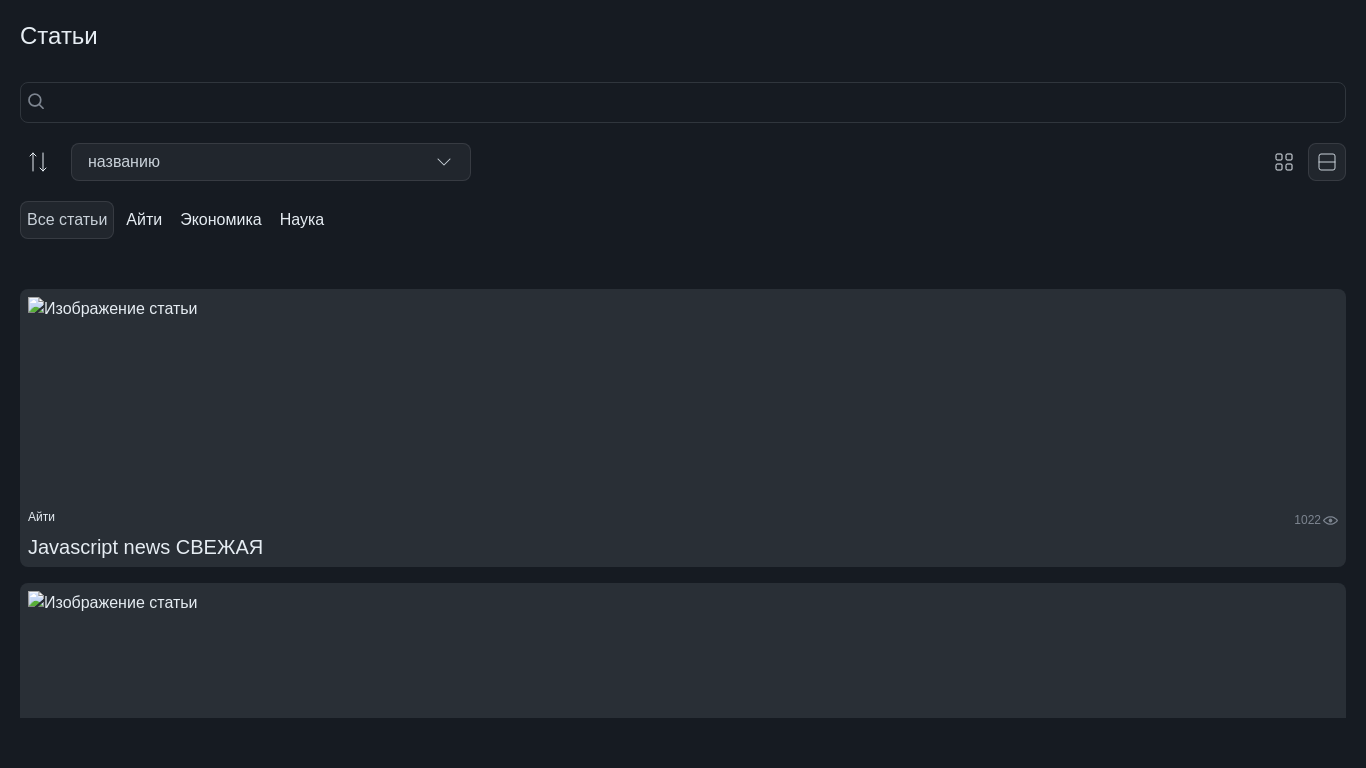 Статьи
названию
Все статьи Айти Экономика Наука
Изображение статьи
Айти 1022
Javascript news СВЕЖАЯ
Изображение статьи